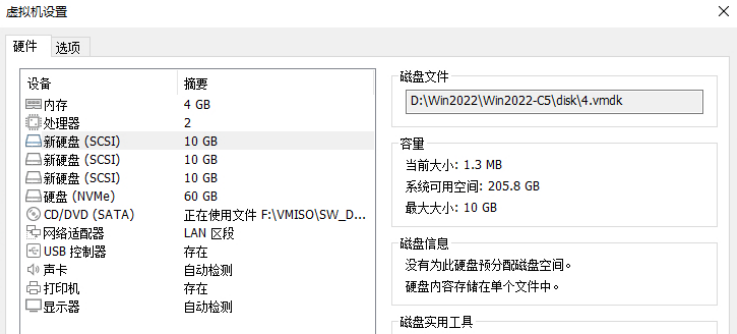 虚拟机设置
硬件 选项
设备 摘要
内存 4 GB
处理器 2
新硬盘 (SCSI) 10 GB
新硬盘 (SCSI) 10 GB
新硬盘 (SCSI) 10 GB
硬盘 (NVMe) 60 GB
CD/DVD (SATA) 正在使用文件 F:\VMISO\SW_D...
网络适配器 LAN 区段
USB 控制器 存在
声卡 自动检测
打印机 存在
显示器 自动检测
磁盘文件
D:\Win2022\Win2022-C5\disk\4.vmdk
容量
当前大小: 1.3 MB
系统可用空间: 205.8 GB
最大大小: 10 GB
磁盘信息
没有为此硬盘预分配磁盘空间。
硬盘内容存储在单个文件中。
磁盘实用工具